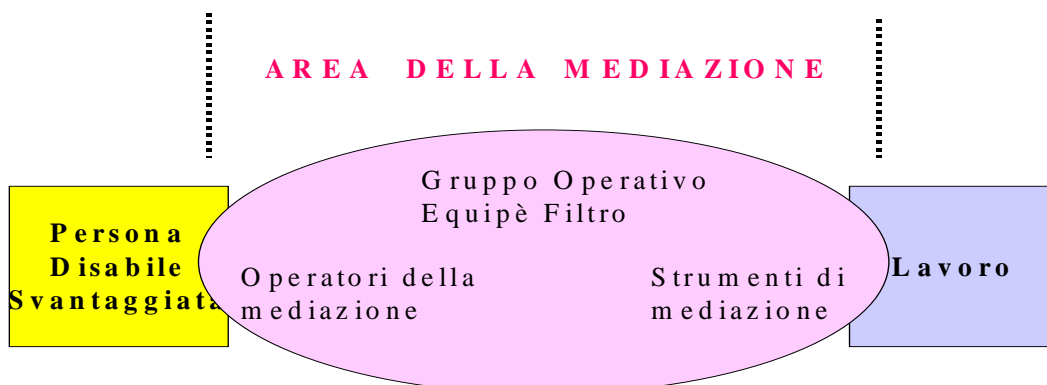 AREA DELLA MEDIAZIONE
Gruppo Operativo
Equipè Filtro
Persona
Disabile
Svantaggiata
Operatori della
mediazione
Strumenti di
mediazione
Lavoro